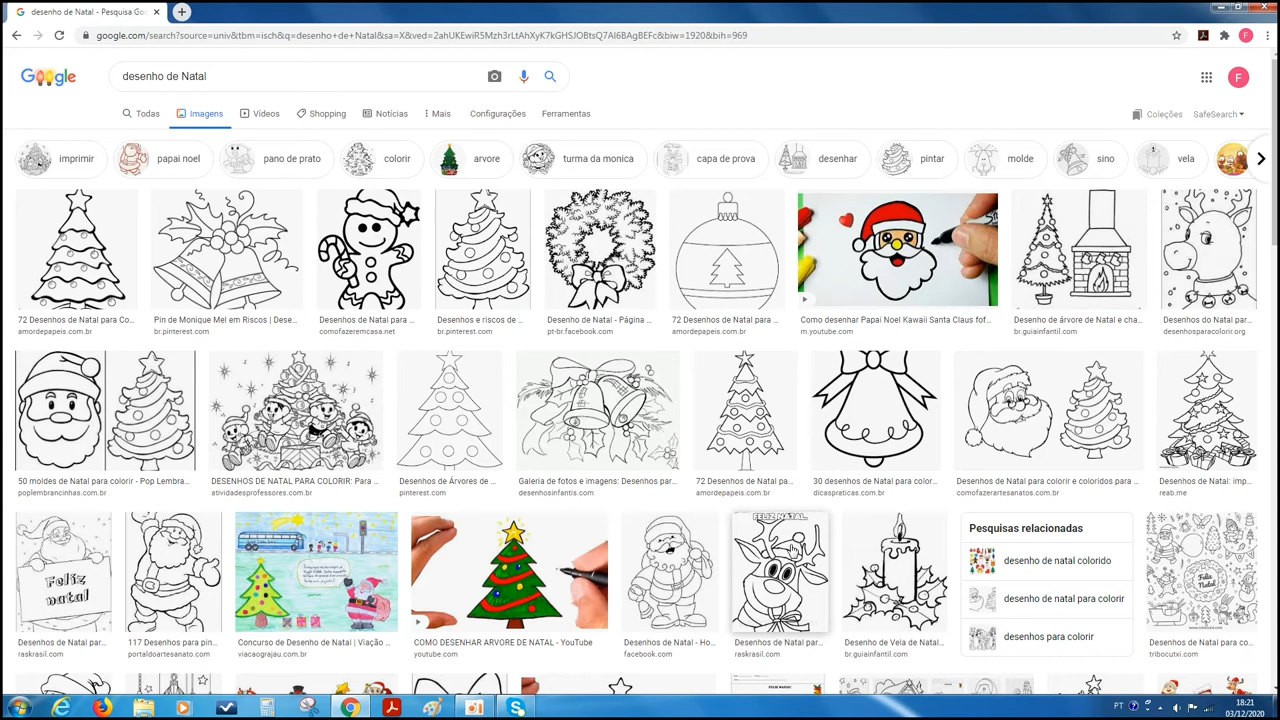 desenho de Natal - Pesquisa Goo
google.com/search?source=univ&tbm=isch&q=desenho+de+Natal&sa=X&ved=2ahUKEwiR5Mzh3rLtAhXyK7kGHSJOBtsQ7Al6BAgBEFc&biw=1920&bih=969
F
Google
desenho de Natal
F
Todas
Imagens
Vídeos
Shopping
Notícias
Mais
Configurações
Ferramentas
Coleções
SafeSearch
imprimir
papai noel
pano de prato
colorir
arvore
turma da monica
capa de prova
desenhar
pintar
molde
sino
vela
72 Desenhos de Natal para Co...
amordepapeis.com.br
Pin de Monique Mel em Riscos | Dese...
br.pinterest.com
Desenhos de Natal para ...
comofazeremcasa.net
Desenhos e riscos de ...
br.pinterest.com
Desenho de Natal - Página ...
pt-br.facebook.com
72 Desenhos de Natal para ...
amordepapeis.com.br
Como desenhar Papai Noel Kawaii Santa Claus fof...
m.youtube.com
Desenho de árvore de Natal e cha...
br.guiainfantil.com
Desenhos do Natal par...
desenhosparacolorir.org
50 moldes de Natal para colorir - Pop Lembra...
poplembrancinhas.com.br
DESENHOS DE NATAL PARA COLORIR: Para ...
atividadesprofessores.com.br
Desenhos de Árvores de ...
pinterest.com
Galeria de fotos e imagens: Desenhos par...
desenhosinfantis.com
72 Desenhos de Natal para ...
amordepapeis.com.br
30 desenhos de Natal para color...
dicaspraticas.com.br
Desenhos de Natal para colorir e coloridos para ...
comofazerartesanatos.com.br
Desenhos de Natal: imp...
reab.me
Feliz
natal
FELIZ NATAL
Pesquisas relacionadas
desenho de natal colorido
desenho de natal para colorir
desenhos para colorir
Feliz
Natal
Desenhos de Natal par...
raskrasil.com
117 Desenhos para pin...
portaldoartesanato.com...
Concurso de Desenho de Natal | Viação ...
viacaograjau.com.br
COMO DESENHAR ARVORE DE NATAL - YouTube
youtube.com
Desenhos de Natal - Ho...
facebook.com
Desenhos de Natal par...
raskrasil.com
Desenho de Vela de Natal...
br.guiainfantil.com
Desenhos de Natal para co...
tribocutxi.com
PT
18:21
03/12/2020